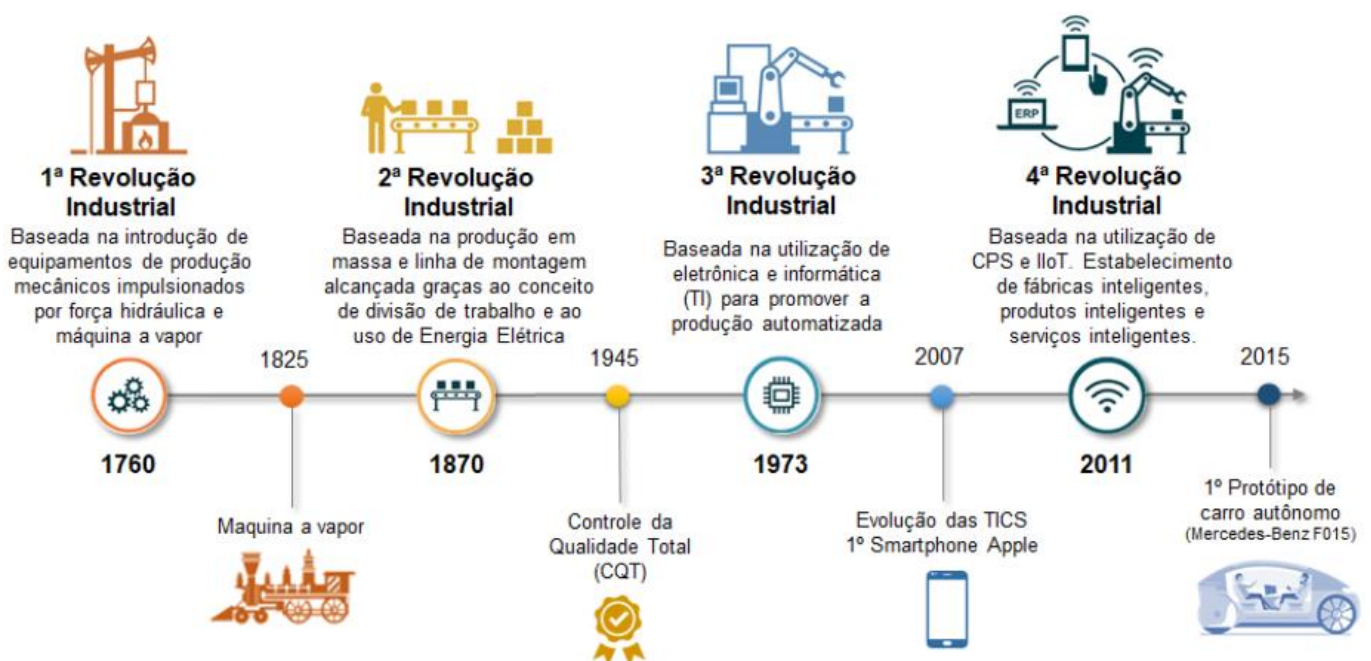 ERP
1ª Revolução
Industrial
Baseada na introdução de
equipamentos de produção
mecânicos impulsionados
por força hidráulica e
máquina a vapor
2ª Revolução
Industrial
Baseada na produção em
massa e linha de montagem
alcançada graças ao conceito
de divisão de trabalho e ao
uso de Energia Elétrica
3ª Revolução
Industrial
Baseada na utilização de
eletrônica e informática
(TI) para promover a
produção automatizada
4ª Revolução
Industrial
Baseada na utilização de
CPS e IIoT. Estabelecimento
de fábricas inteligentes,
produtos inteligentes e
serviços inteligentes.
1825
1945
2007
2015
1760
1870
1973
2011
Maquina a vapor
Controle da
Qualidade Total
(CQT)
Evolução das TICS
1º Smartphone Apple
1º Protótipo de
carro autônomo
(Mercedes-Benz F015)